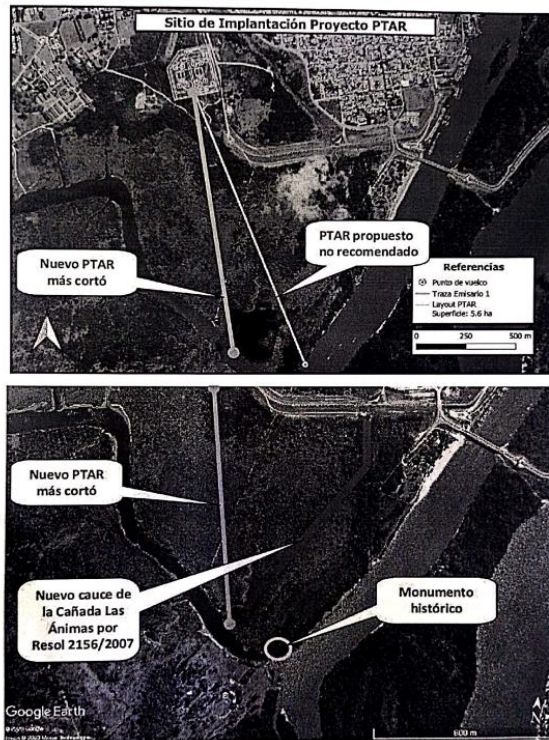 Sitio de Implantación Proyecto PTAR
Nuevo PTAR
más cortó
PTAR propuesto
no recomendado
Referencias
Punto de vuelco
Traza Emisario 1
Layout PTAR
Superficie: 5.6 ha
0 250 500 m
Nuevo PTAR
más cortó
Nuevo cauce de
la Cañada Las
Ánimas por
Resol 2156/2007
Monumento
histórico
Google Earth
600 m
N